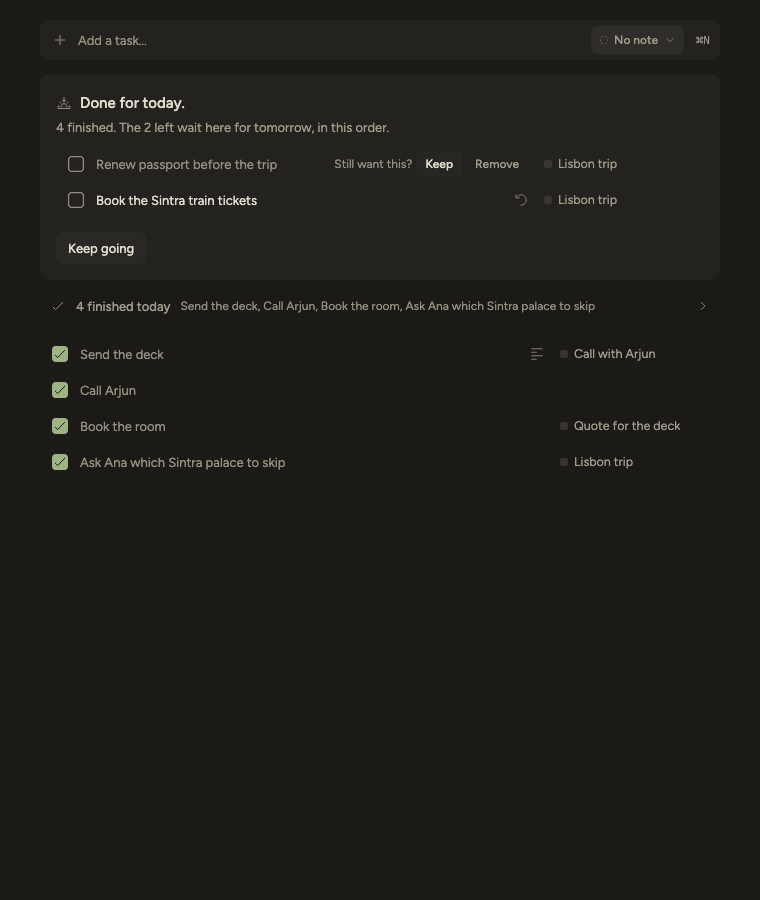 Add a task...
No note
⌘N
Done for today.
4 finished. The 2 left wait here for tomorrow, in this order.
Renew passport before the trip Still want this? Keep Remove Lisbon trip
Book the Sintra train tickets Lisbon trip
Keep going
4 finished today Send the deck, Call Arjun, Book the room, Ask Ana which Sintra palace to skip
Send the deck Call with Arjun
Call Arjun
Book the room Quote for the deck
Ask Ana which Sintra palace to skip Lisbon trip